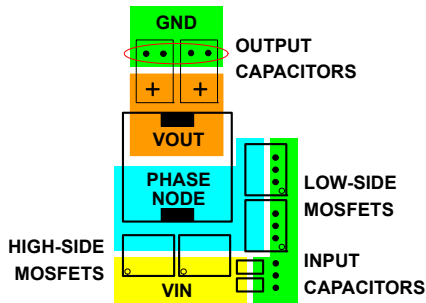 GND
OUTPUT
CAPACITORS
+ +
VOUT
PHASE
NODE
LOW-SIDE
MOSFETS
HIGH-SIDE
MOSFETS
INPUT
CAPACITORS
VIN